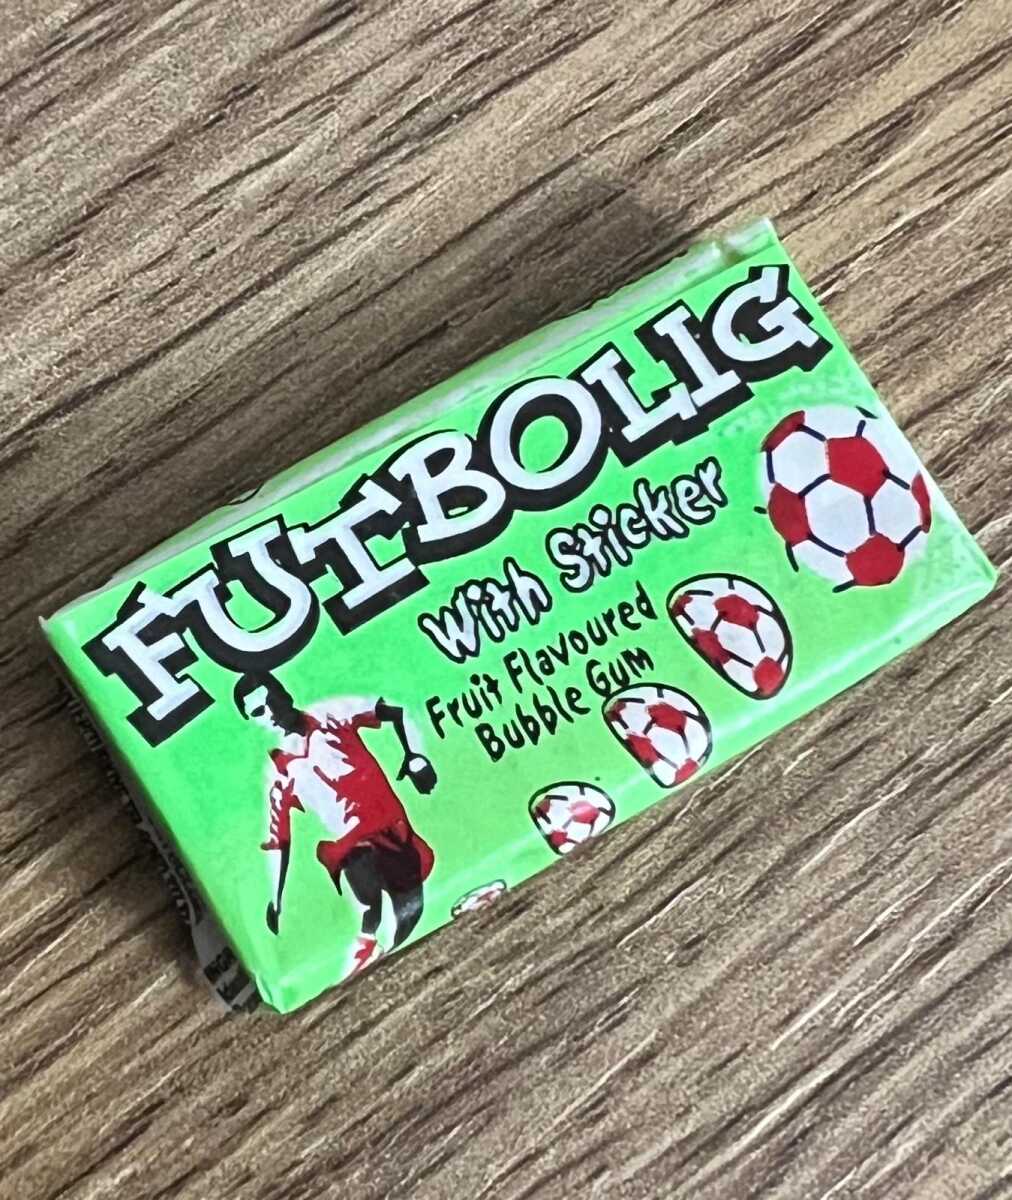 FUTBOLIG
With Sticker
Fruit Flavoured
Bubble Gum